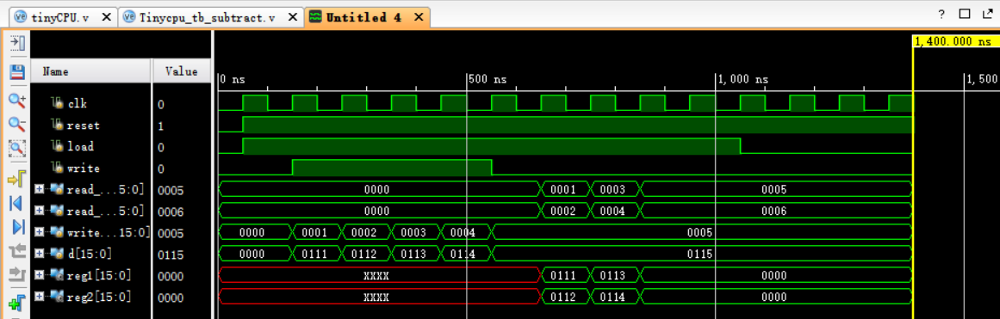 tinyCPU.v × Tinycpu_tb_subtract.v × Untitled 4 × ?
1,400.000 ns
Name Value 0 ns 500 ns 1,000 ns 1,500
clk 0
reset 1
load 0
write 0
read_...5:0] 0005 0000 0001 0003 0005
read_...5:0] 0006 0000 0002 0004 0006
write...15:0] 0005 0000 0001 0002 0003 0004 0005
d[15:0] 0115 0000 0111 0112 0113 0114 0115
reg1[15:0] 0000 XXXX 0111 0113 0000
reg2[15:0] 0000 XXXX 0112 0114 0000